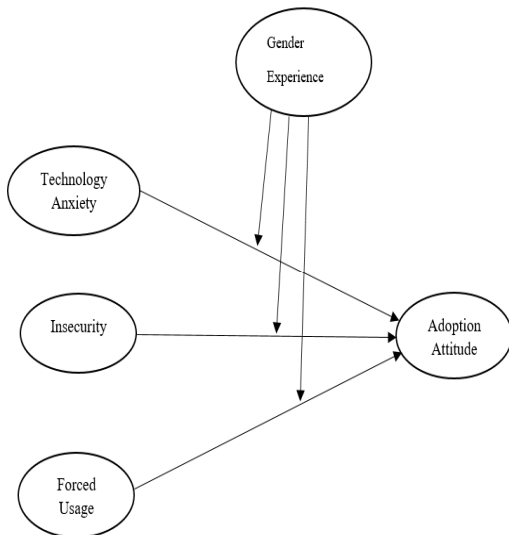 Gender
Experience
Technology
Anxiety
Insecurity
Adoption
Attitude
Forced
Usage